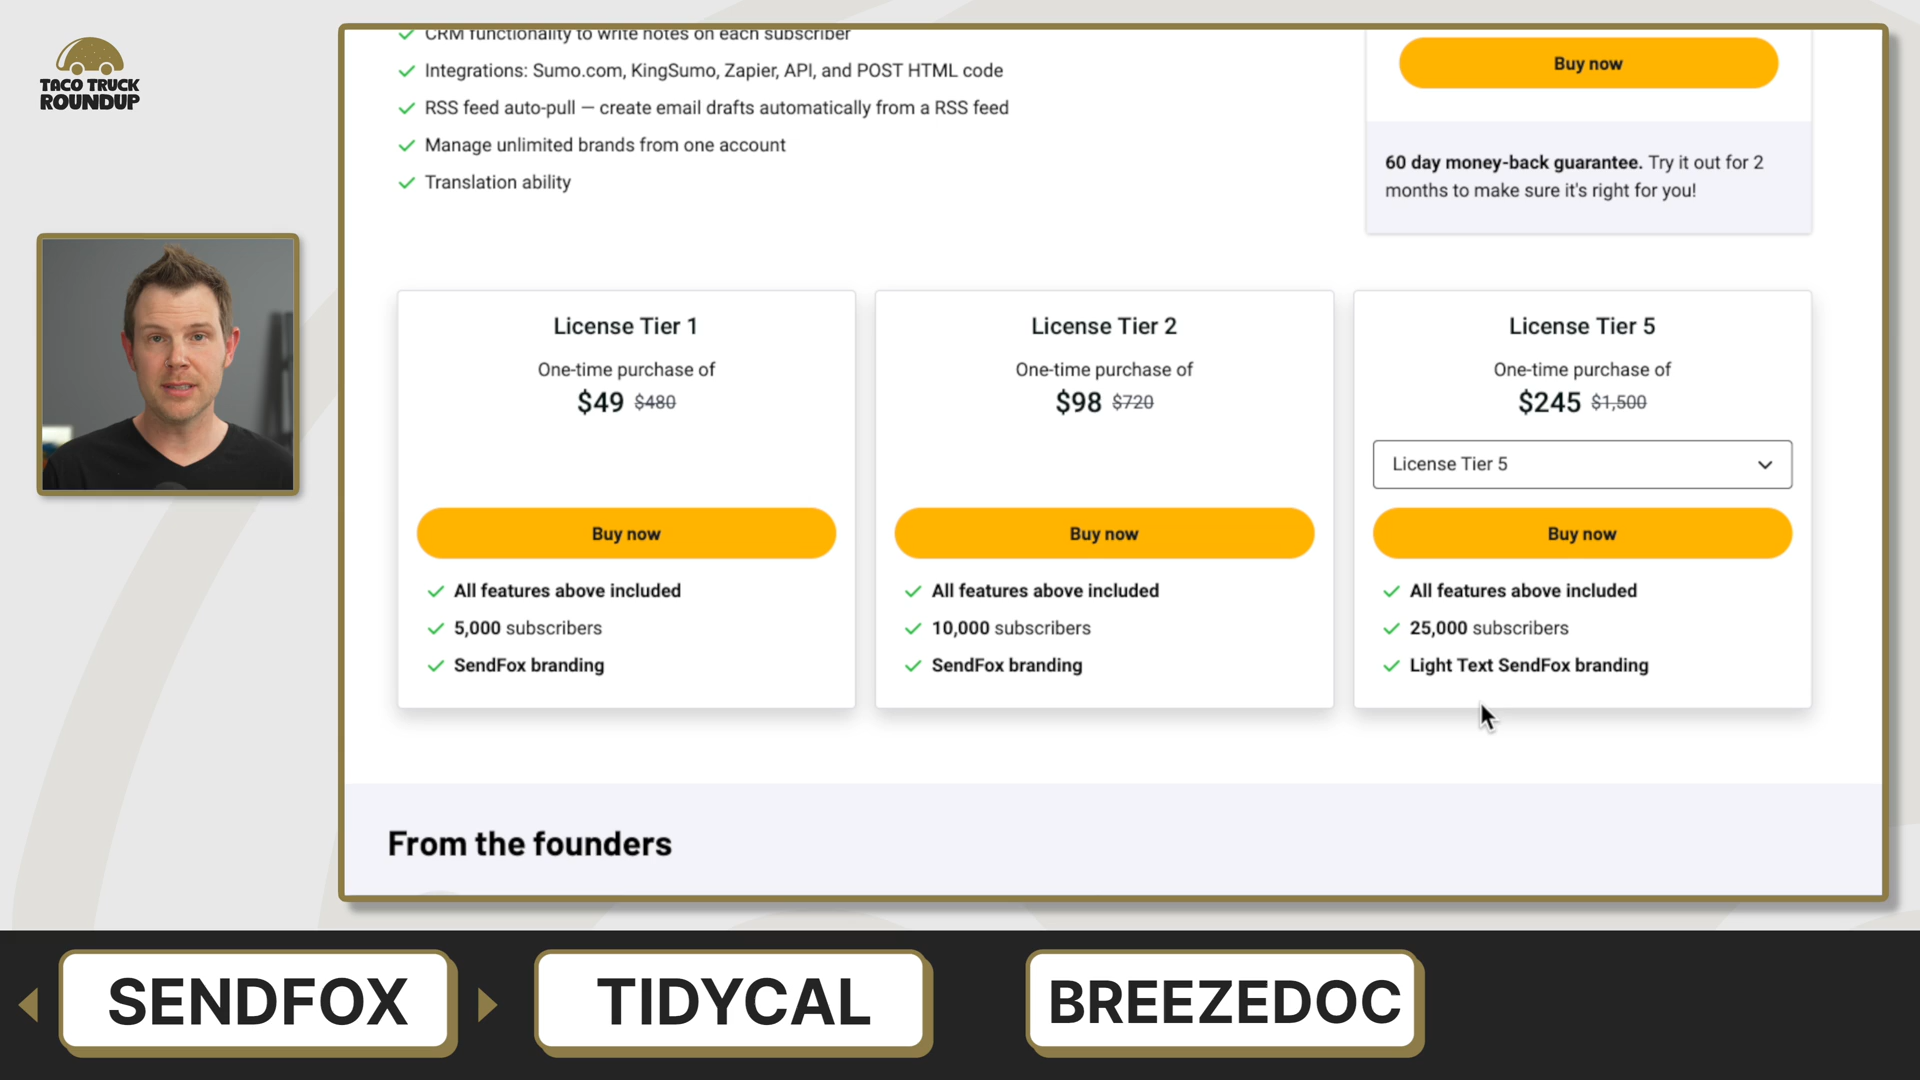 TACO TRUCK
ROUNDUP
CRM functionality to write notes on each subscriber
Integrations: Sumo.com, KingSumo, Zapier, API, and POST HTML code
RSS feed auto-pull — create email drafts automatically from a RSS feed
Manage unlimited brands from one account
Translation ability
Buy now
60 day money-back guarantee. Try it out for 2
months to make sure it's right for you!
License Tier 1
One-time purchase of
$49 $480
Buy now
All features above included
5,000 subscribers
SendFox branding
License Tier 2
One-time purchase of
$98 $720
Buy now
All features above included
10,000 subscribers
SendFox branding
License Tier 5
One-time purchase of
$245 $1,500
License Tier 5
Buy now
All features above included
25,000 subscribers
Light Text SendFox branding
From the founders
SENDFOX
TIDYCAL
BREEZEDOC